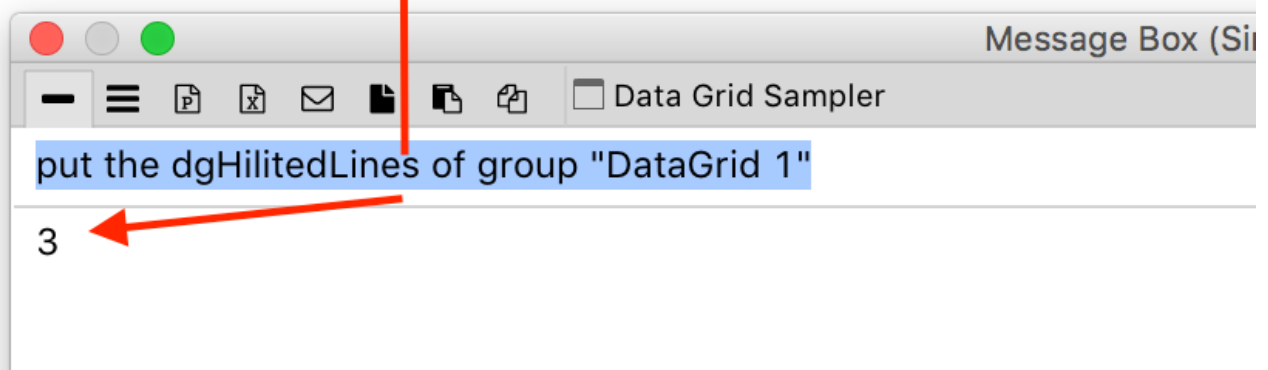 Message Box (Si
Data Grid Sampler
put the dgHilitedLines of group "DataGrid 1"
3